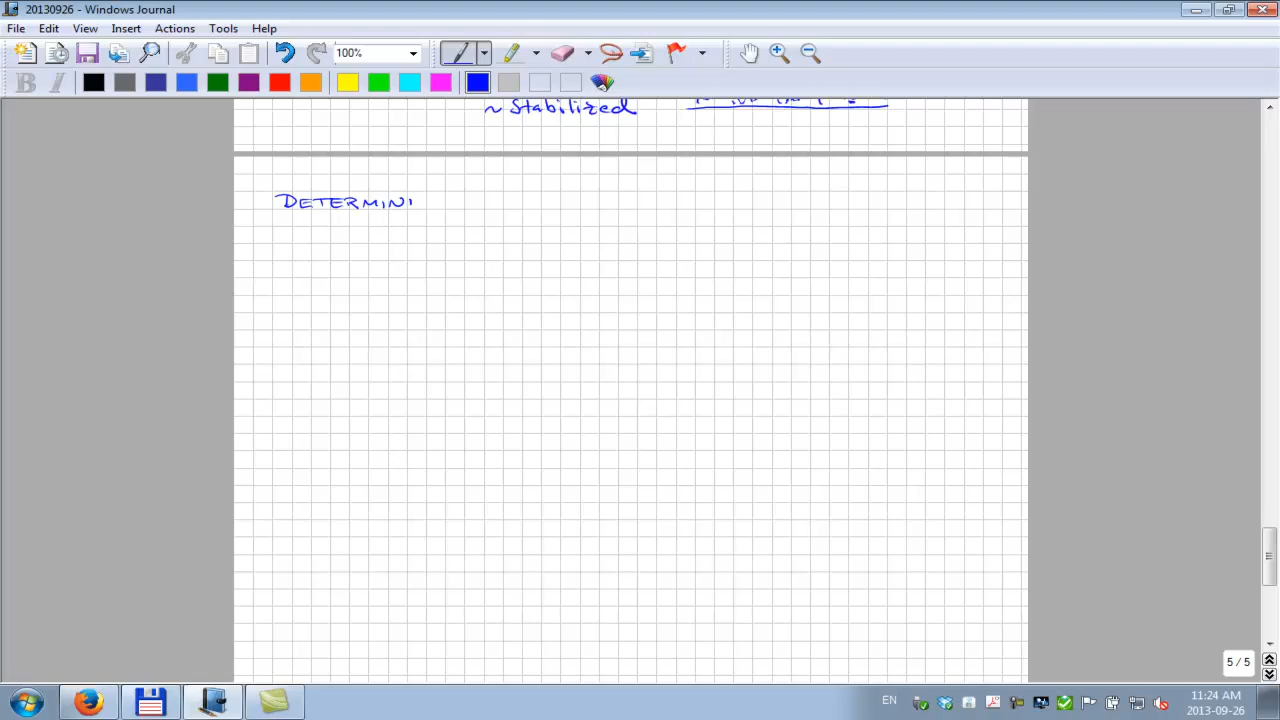 20130926 - Windows Journal
File Edit View Insert Actions Tools Help
100%
B I
~ Stabilized
DETERMINI
5 / 5
EN
11:24 AM
2013-09-26